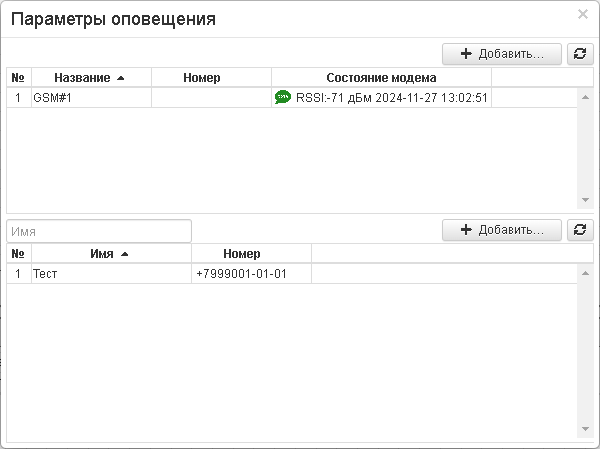 Параметры оповещения ×
Добавить...
№ Название Номер Состояние модема
1 GSM#1 RSSI:-71 дБм 2024-11-27 13:02:51
Имя Добавить...
№ Имя Номер
1 Тест +7999001-01-01